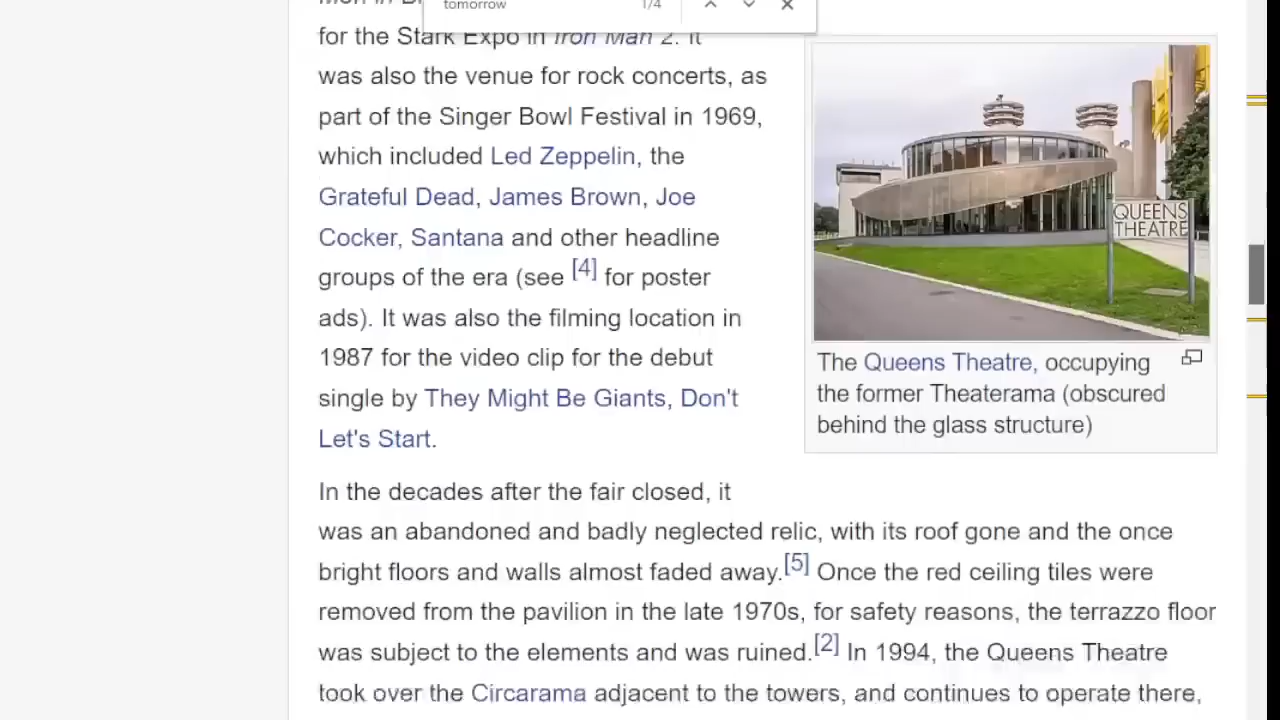 tomorrow 1/4
for the Stark Expo in Iron Man 2. It
was also the venue for rock concerts, as
part of the Singer Bowl Festival in 1969,
which included Led Zeppelin, the
Grateful Dead, James Brown, Joe
Cocker, Santana and other headline
groups of the era (see [4] for poster
ads). It was also the filming location in
1987 for the video clip for the debut
single by They Might Be Giants, Don't
Let's Start.
QUEENS
THEATRE
The Queens Theatre, occupying
the former Theaterama (obscured
behind the glass structure)
In the decades after the fair closed, it
was an abandoned and badly neglected relic, with its roof gone and the once
bright floors and walls almost faded away.[5] Once the red ceiling tiles were
removed from the pavilion in the late 1970s, for safety reasons, the terrazzo floor
was subject to the elements and was ruined.[2] In 1994, the Queens Theatre
took over the Circarama adjacent to the towers, and continues to operate there,